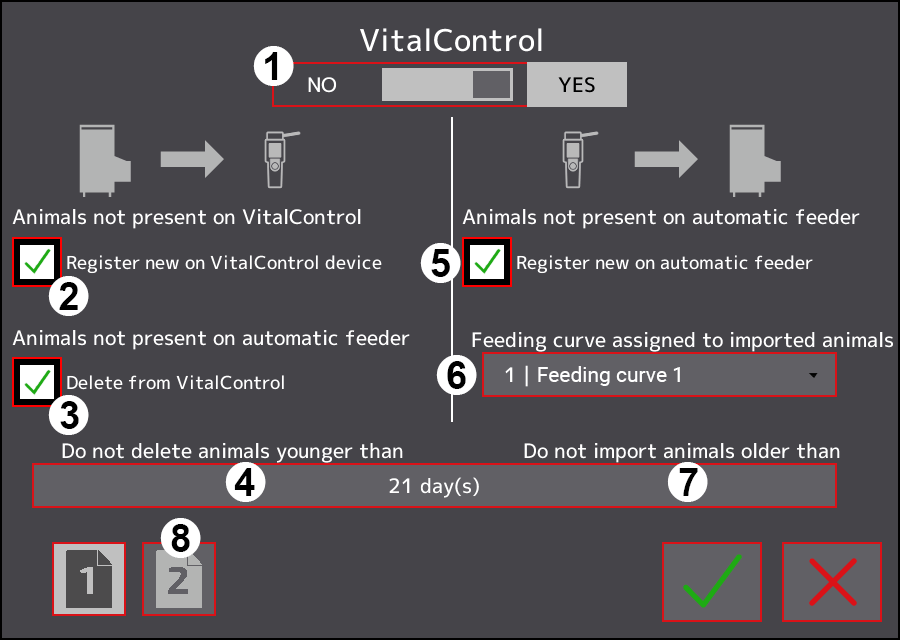 VitalControl
1
NO
YES
Animals not present on VitalControl
Register new on VitalControl device
2
Animals not present on automatic feeder
Delete from VitalControl
3
Animals not present on automatic feeder
5
Register new on automatic feeder
Feeding curve assigned to imported animals
6
1 | Feeding curve 1
Do not delete animals younger than
Do not import animals older than
4
21 day(s)
7
8
1
2